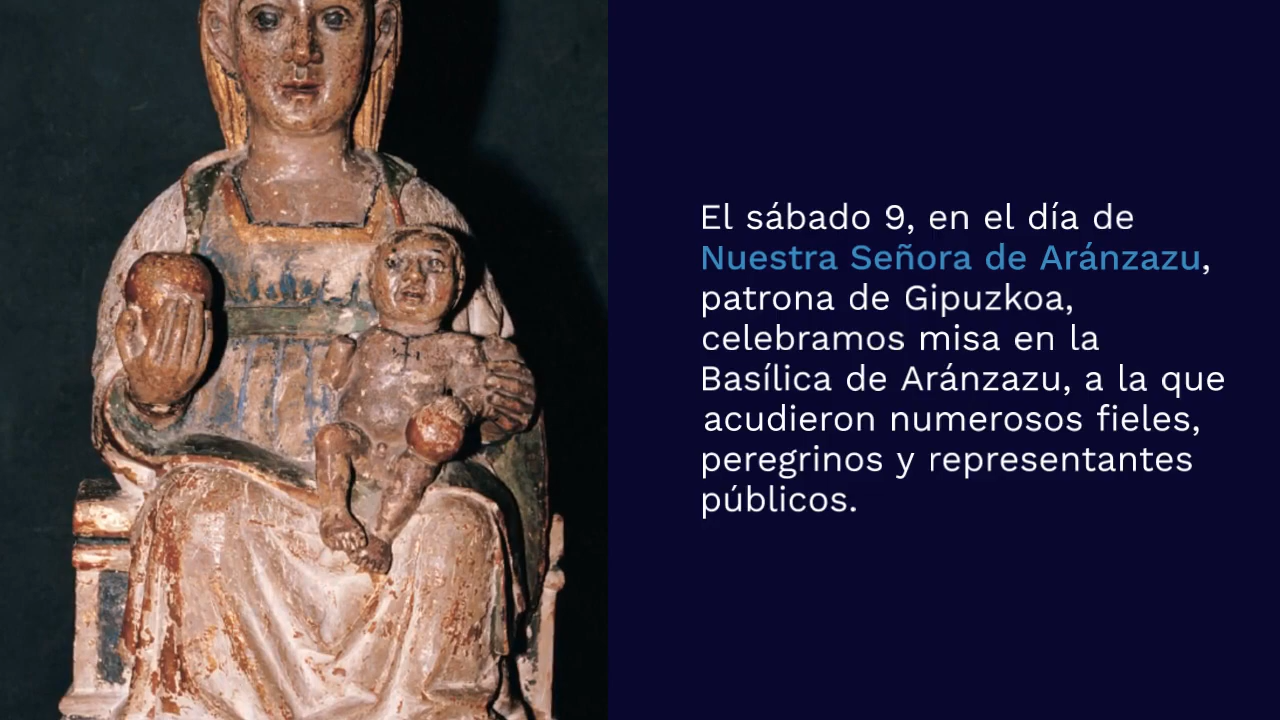 El sábado 9, en el día de
Nuestra Señora de Aránzazu,
patrona de Gipuzkoa,
celebramos misa en la
Basílica de Aránzazu, a la que
acudieron numerosos fieles,
peregrinos y representantes
públicos.